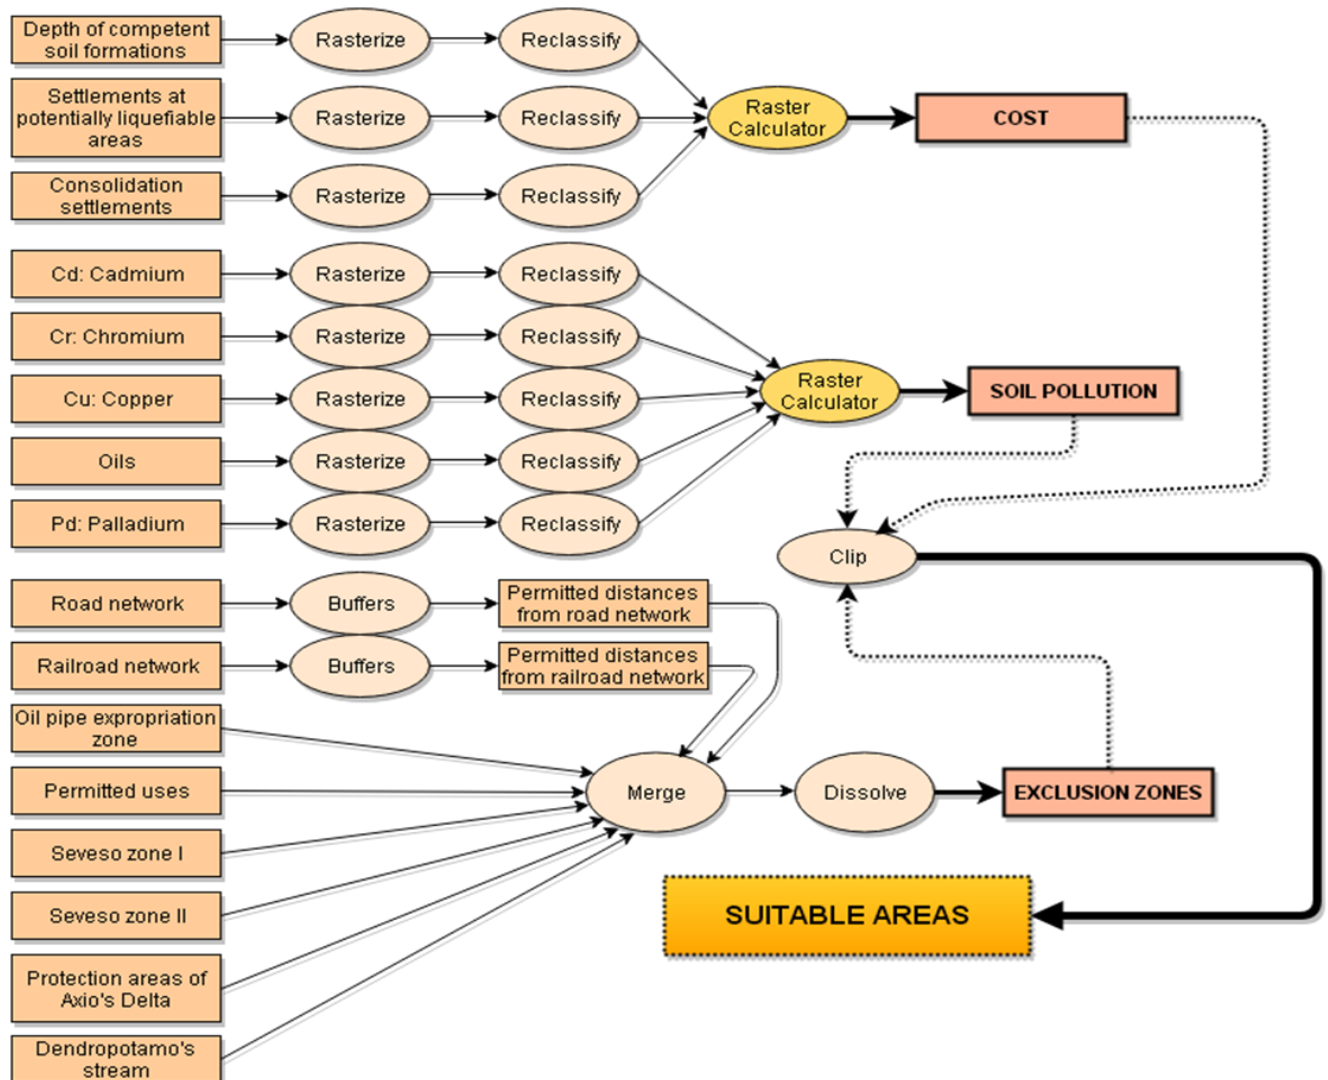 Depth of competent
soil formations
Rasterize
Reclassify
Settlements at
potentially liquefiable
areas
Rasterize
Reclassify
Raster
Calculator
COST
Consolidation
settlements
Rasterize
Reclassify
Cd: Cadmium
Rasterize
Reclassify
Cr: Chromium
Rasterize
Reclassify
Cu: Copper
Rasterize
Reclassify
Raster
Calculator
SOIL POLLUTION
Oils
Rasterize
Reclassify
Pd: Palladium
Rasterize
Reclassify
Clip
Road network
Buffers
Permitted distances
from road network
Railroad network
Buffers
Permitted distances
from railroad network
Oil pipe expropriation
zone
Permitted uses
Merge
Dissolve
EXCLUSION ZONES
Seveso zone I
Seveso zone II
SUITABLE AREAS
Protection areas of
Axio's Delta
Dendropotamo's
stream